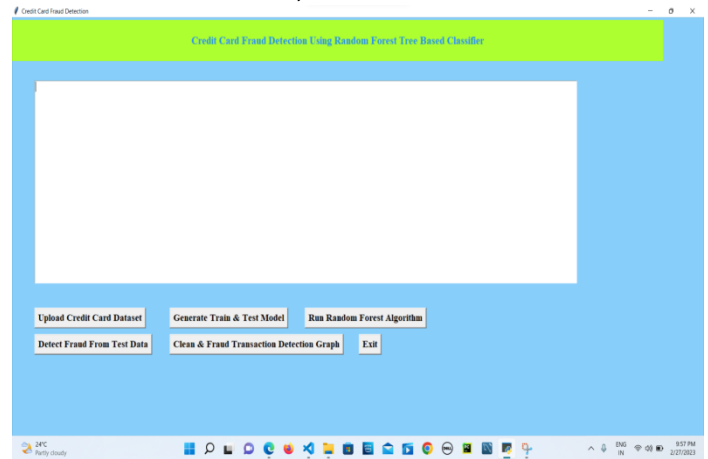 Credit Card Fraud Detection
Credit Card Fraud Detection Using Random Forest Tree Based Classifier
Upload Credit Card Dataset Generate Train & Test Model Run Random Forest Algorithm
Detect Fraud From Test Data Clean & Fraud Transaction Detection Graph Exit
24°C ENG 9:57 PM
Partly cloudy IN 2/27/2023